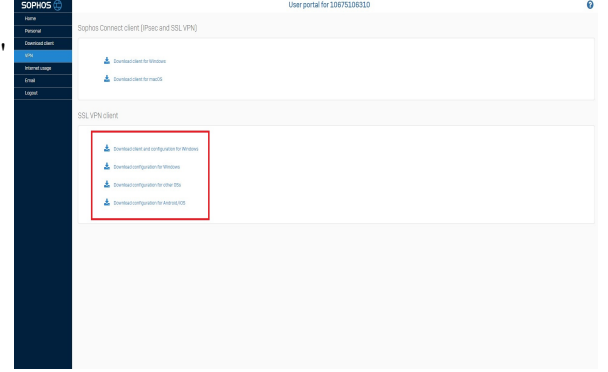 SOPHOS
User portal for 10675106310
?
Home
Personal
Download client
VPN
Internet usage
Email
Logout
,
Sophos Connect client (IPsec and SSL VPN)
Download client for Windows
Download client for macOS
SSL VPN client
Download client and configuration for Windows
Download configuration for Windows
Download configuration for other OSs
Download configuration for Android/iOS